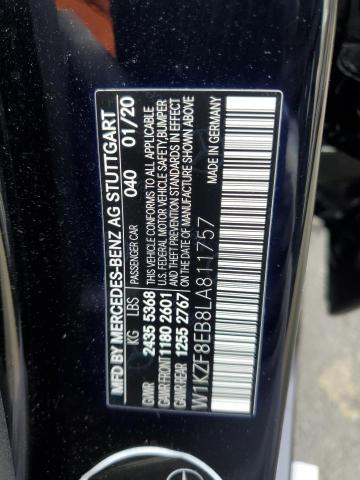 MFD BY MERCEDES-BENZ AG STUTTGART
PASSENGER CAR 040 01/20
KG LBS
GVWR 2435 5368
GAWR FRONT 1180 2601
GAWR REAR 1255 2767
THIS VEHICLE CONFORMS TO ALL APPLICABLE
U.S. FEDERAL MOTOR VEHICLE SAFETY,BUMPER
AND THEFT PREVENTION STANDARDS IN EFFECT
ON THE DATE OF MANUFACTURE SHOWN ABOVE
W1KZF8EB8LA811757
MADE IN GERMANY